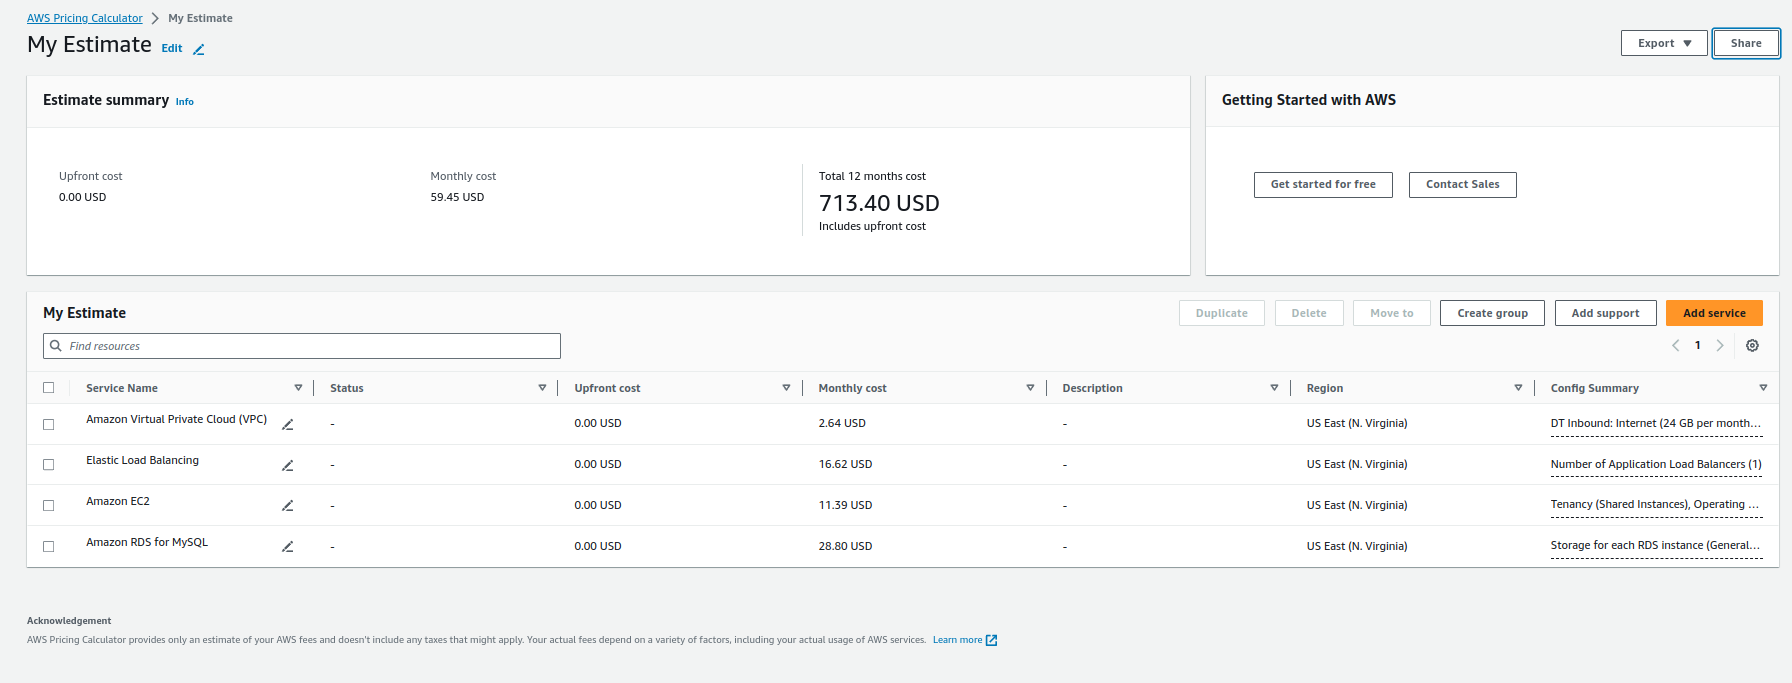 AWS Pricing Calculator > My Estimate
My Estimate Edit
Export ▼ Share
Estimate summary Info
Getting Started with AWS
Upfront cost
0.00 USD
Monthly cost
59.45 USD
Total 12 months cost
713.40 USD
Includes upfront cost
Get started for free Contact Sales
My Estimate
Duplicate Delete Move to Create group Add support Add service
Find resources
1
Service Name Status Upfront cost Monthly cost Description Region Config Summary
Amazon Virtual Private Cloud (VPC) - 0.00 USD 2.64 USD - US East (N. Virginia) DT Inbound: Internet (24 GB per month...
Elastic Load Balancing - 0.00 USD 16.62 USD - US East (N. Virginia) Number of Application Load Balancers (1)
Amazon EC2 - 0.00 USD 11.39 USD - US East (N. Virginia) Tenancy (Shared Instances), Operating ...
Amazon RDS for MySQL - 0.00 USD 28.80 USD - US East (N. Virginia) Storage for each RDS instance (General...
Acknowledgement
AWS Pricing Calculator provides only an estimate of your AWS fees and doesn't include any taxes that might apply. Your actual fees depend on a variety of factors, including your actual usage of AWS services. Learn more